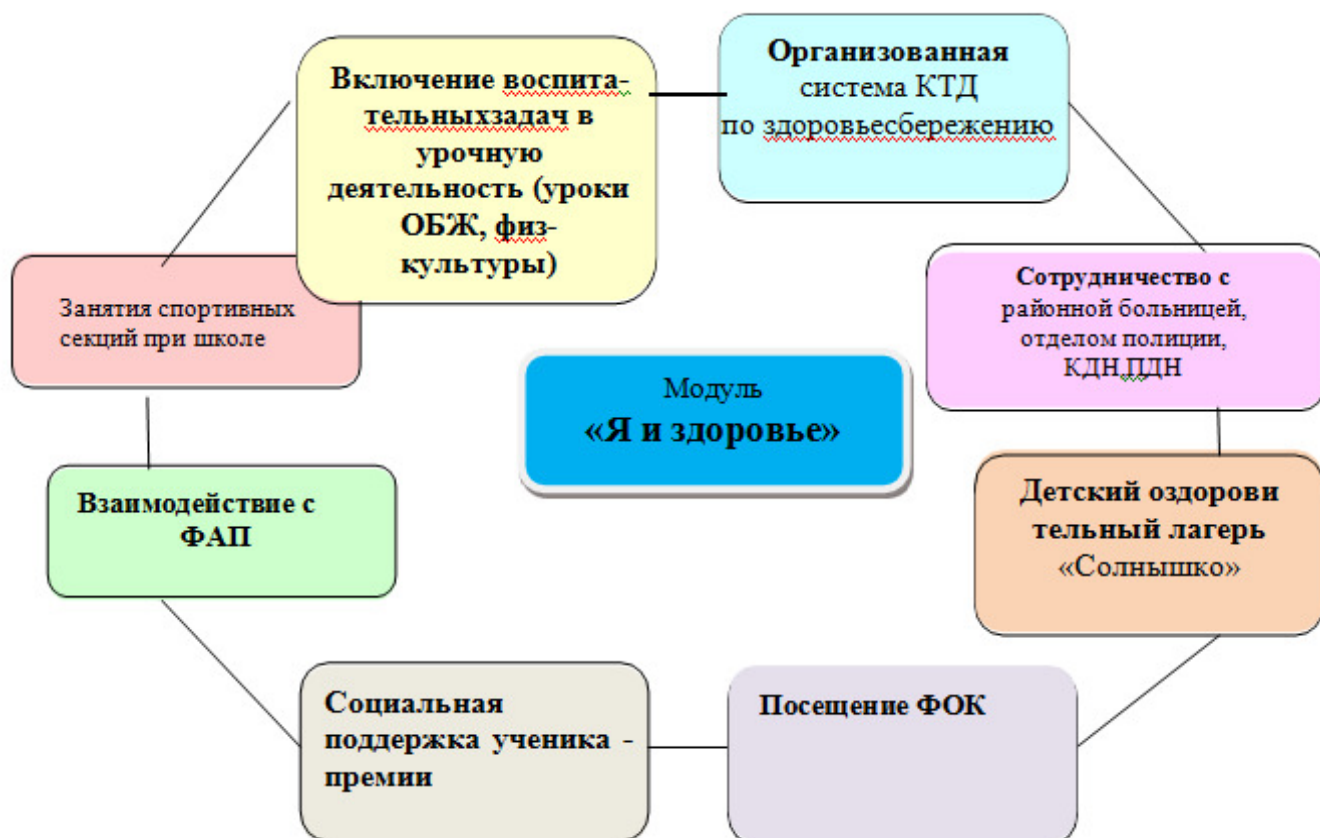 Включение воспита-
тельныхзадач в
урочную
деятельность (уроки
ОБЖ, физ-
культуры)
Организованная
система КТД
по здоровьесбережению
Занятия спортивных
секций при школе
Сотрудничество с
районной больницей,
отделом полиции,
КДН,ПДН
Модуль
«Я и здоровье»
Взаимодействие с
ФАП
Детский оздорови
тельный лагерь
«Солнышко»
Социальная
поддержка ученика -
премии
Посещение ФОК